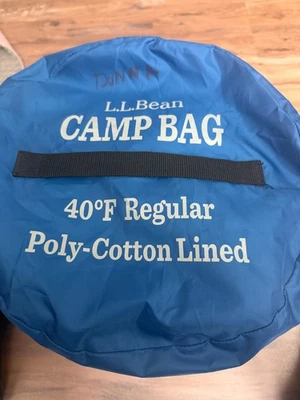 L.L.Bean
CAMP BAG
40°F Regular
Poly-Cotton Lined